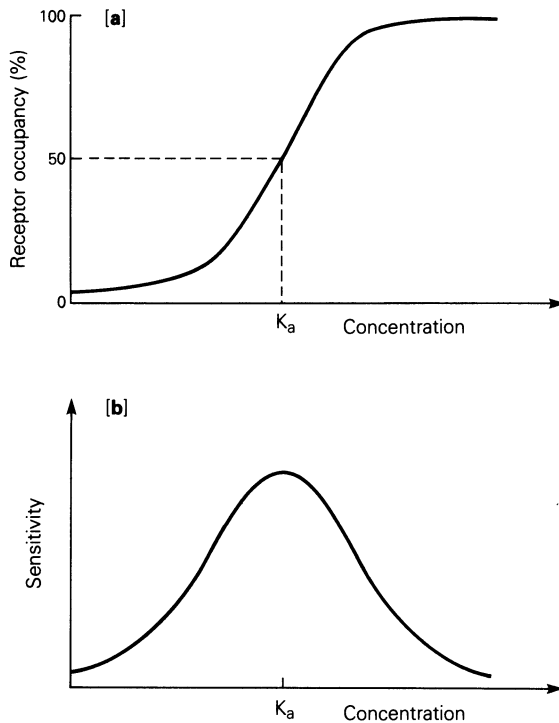 [a]
100
50
0
Receptor occupancy (%)
Ka
Concentration
[b]
Sensitivity
Ka
Concentration